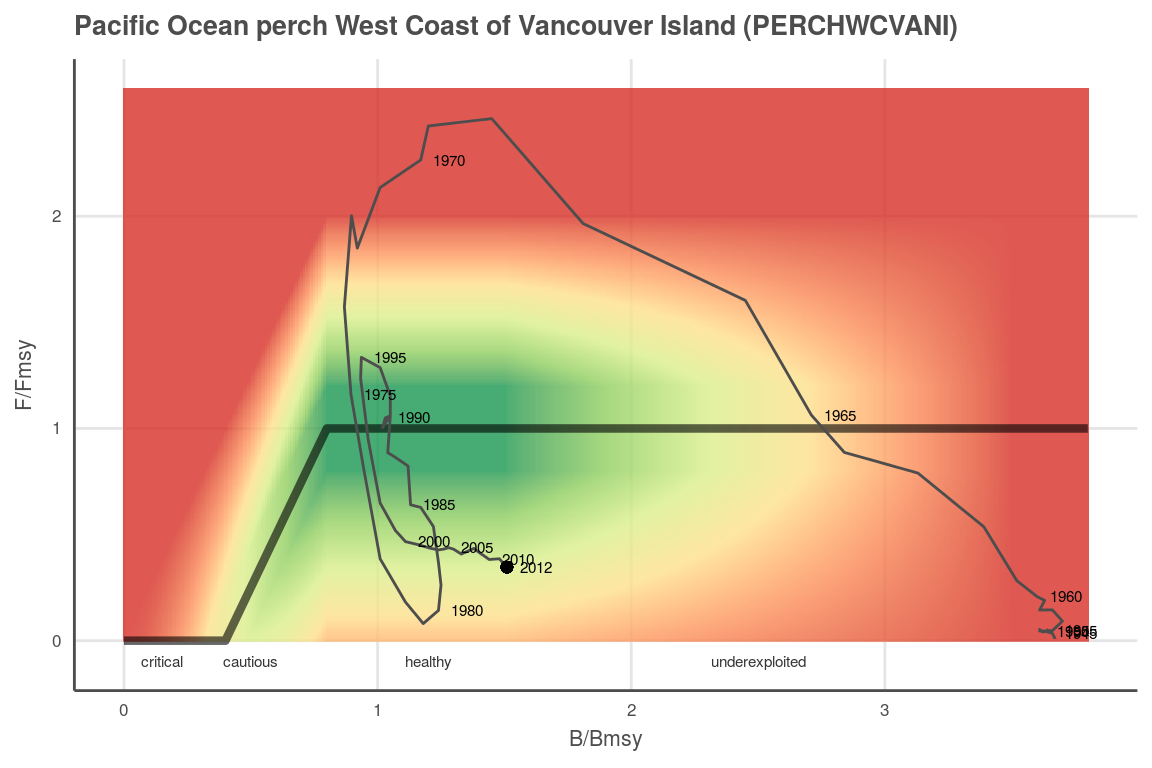 Pacific Ocean perch West Coast of Vancouver Island (PERCHWCVANI)
F/Fmsy
2
1
0
1970
1995
1975
1990
1965
1985
2000
2005
2010
2012
1980
1960
1945
critical
cautious
healthy
underexploited
0
1
2
3
B/Bmsy